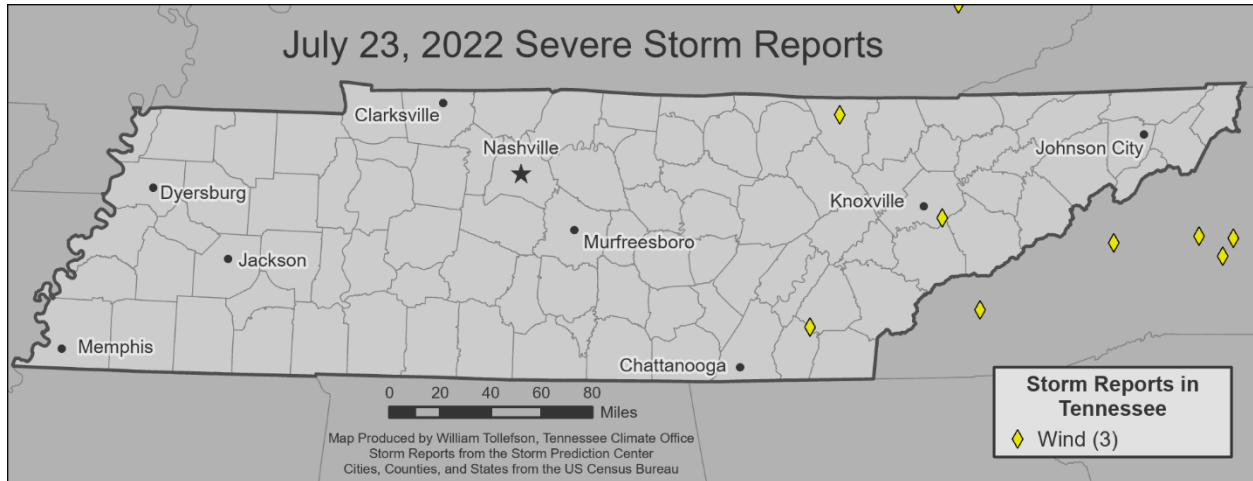 July 23, 2022 Severe Storm Reports
Clarksville
Nashville
Johnson City
Dyersburg
Knoxville
Murfreesboro
Jackson
Memphis
Chattanooga
0 20 40 60 80
Miles
Map Produced by William Tollefson, Tennessee Climate Office
Storm Reports from the Storm Prediction Center
Cities, Counties, and States from the US Census Bureau
Storm Reports in
Tennessee
Wind (3)